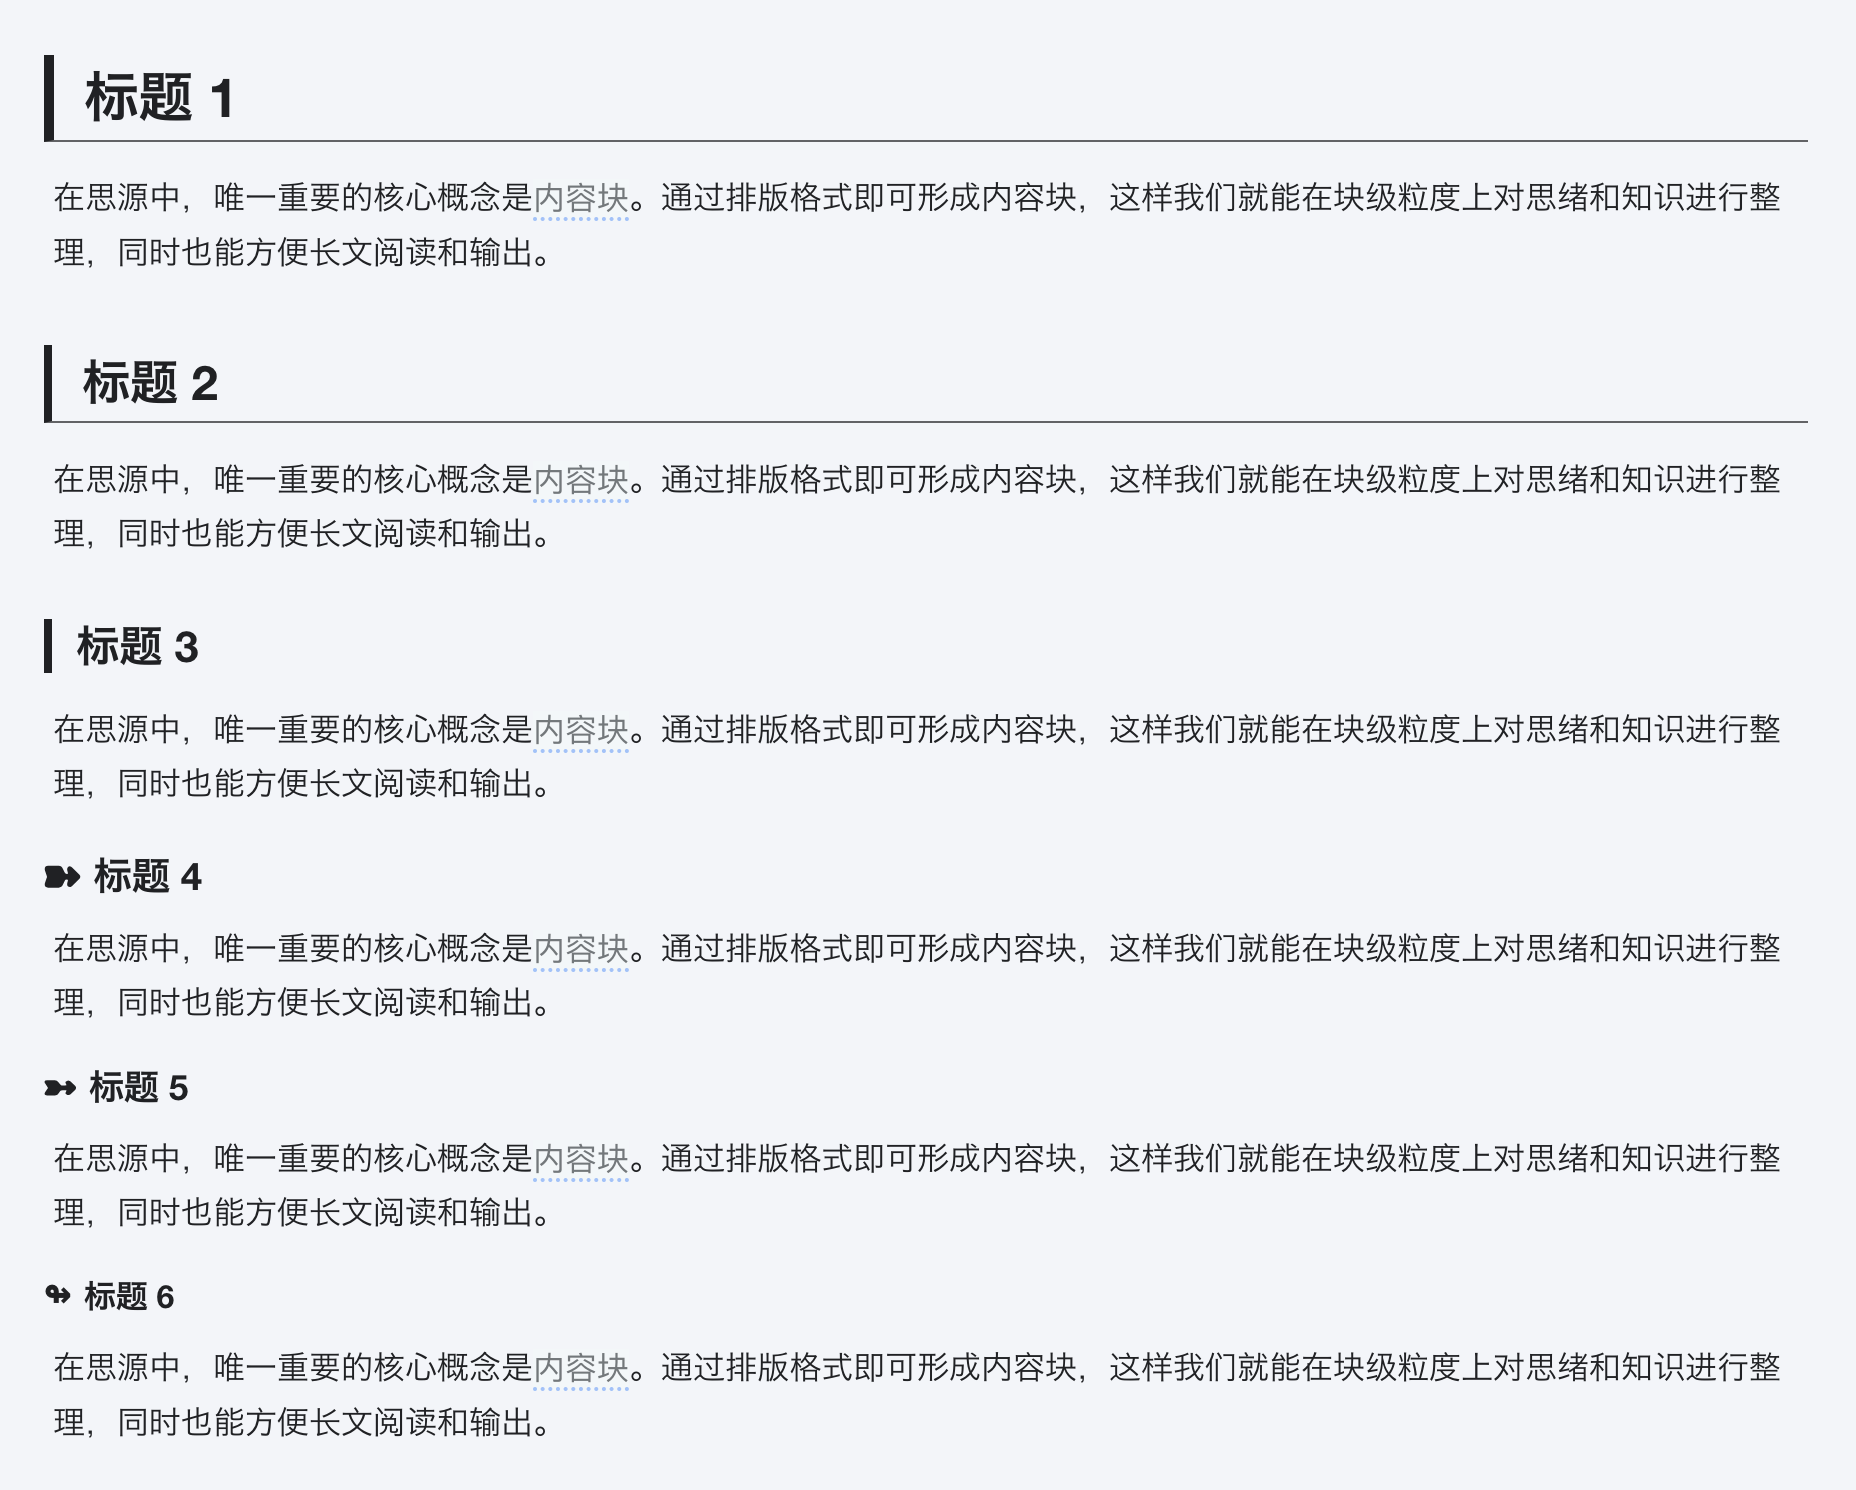 标题 1
在思源中，唯一重要的核心概念是内容块。通过排版格式即可形成内容块，这样我们就能在块级粒度上对思绪和知识进行整
理，同时也能方便长文阅读和输出。
标题 2
在思源中，唯一重要的核心概念是内容块。通过排版格式即可形成内容块，这样我们就能在块级粒度上对思绪和知识进行整
理，同时也能方便长文阅读和输出。
标题 3
在思源中，唯一重要的核心概念是内容块。通过排版格式即可形成内容块，这样我们就能在块级粒度上对思绪和知识进行整
理，同时也能方便长文阅读和输出。
➽ 标题 4
在思源中，唯一重要的核心概念是内容块。通过排版格式即可形成内容块，这样我们就能在块级粒度上对思绪和知识进行整
理，同时也能方便长文阅读和输出。
➼ 标题 5
在思源中，唯一重要的核心概念是内容块。通过排版格式即可形成内容块，这样我们就能在块级粒度上对思绪和知识进行整
理，同时也能方便长文阅读和输出。
↬ 标题 6
在思源中，唯一重要的核心概念是内容块。通过排版格式即可形成内容块，这样我们就能在块级粒度上对思绪和知识进行整
理，同时也能方便长文阅读和输出。